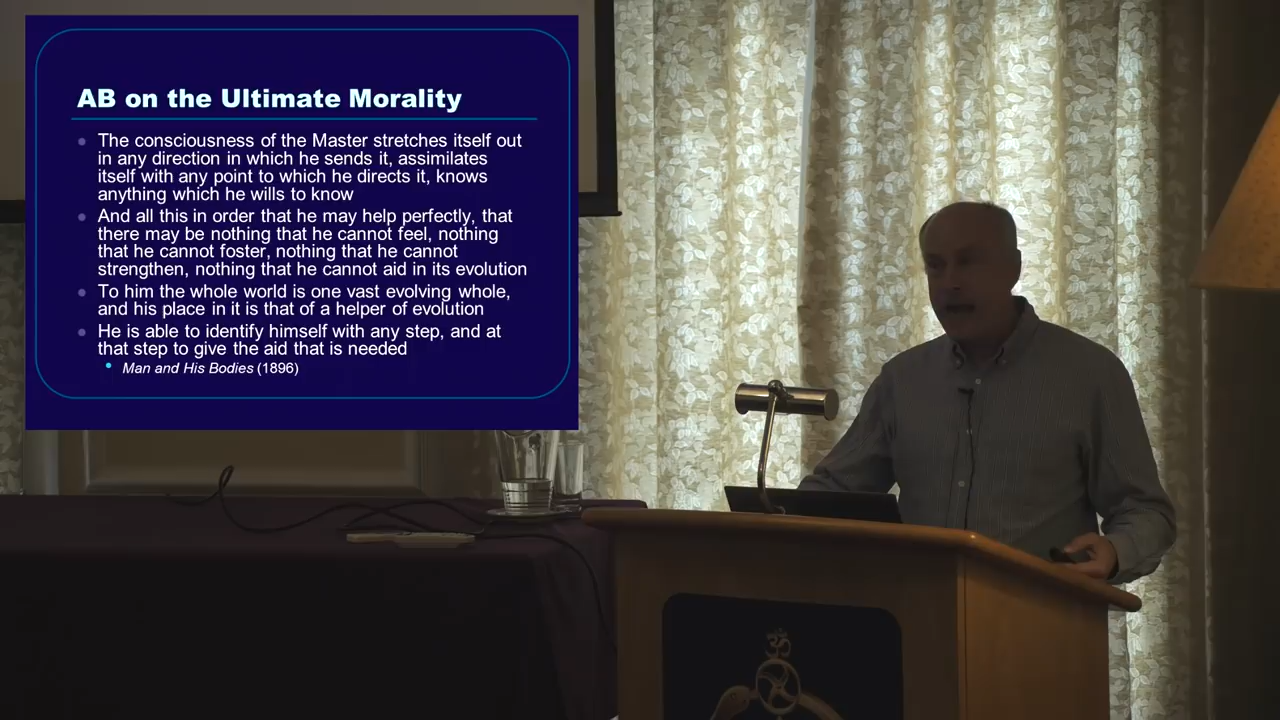 AB on the Ultimate Morality
The consciousness of the Master stretches itself out
in any direction in which he sends it, assimilates
itself with any point to which he directs it, knows
anything which he wills to know
And all this in order that he may help perfectly, that
there may be nothing that he cannot feel, nothing
that he cannot foster, nothing that he cannot
strengthen, nothing that he cannot aid in its evolution
To him the whole world is one vast evolving whole,
and his place in it is that of a helper of evolution
He is able to identify himself with any step, and at
that step to give the aid that is needed
Man and His Bodies (1896)
ॐ